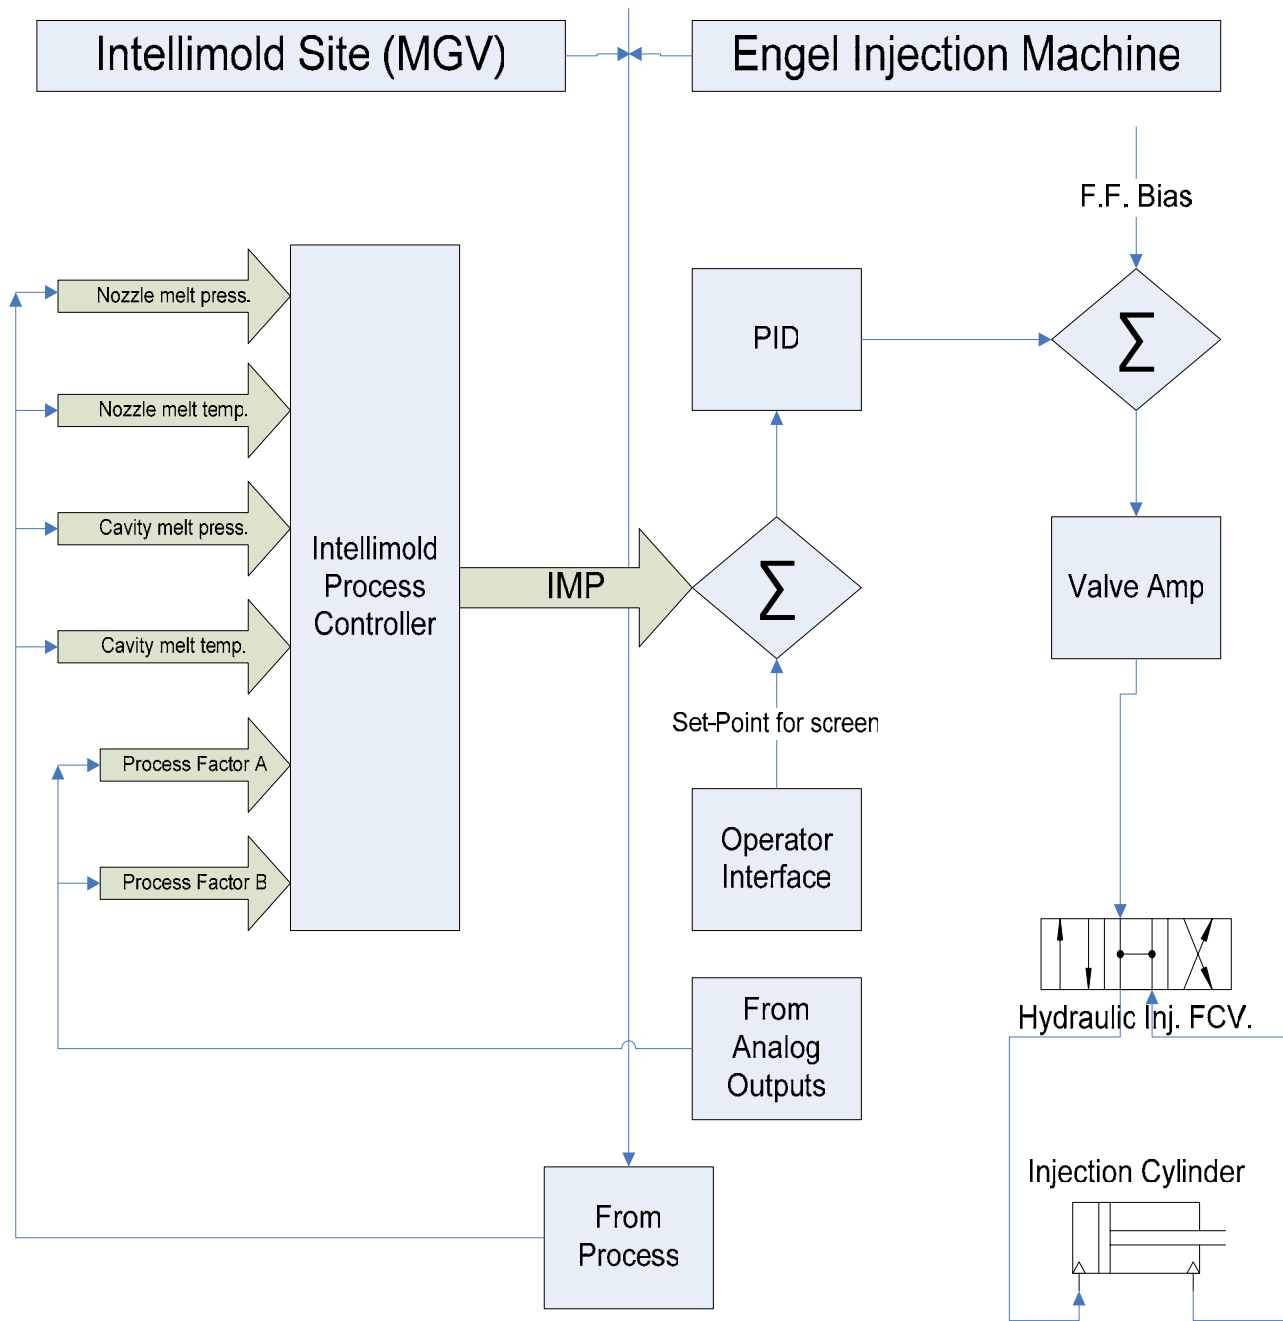 Intellimold Site (MGV)
Engel Injection Machine
F.F. Bias
Nozzle melt press.
Nozzle melt temp.
Cavity melt press.
Cavity melt temp.
Process Factor A
Process Factor B
Intellimold
Process
Controller
IMP
PID
Σ
Σ
Valve Amp
Set-Point for screen
Operator
Interface
From
Analog
Outputs
Hydraulic Inj. FCV.
From
Process
Injection Cylinder